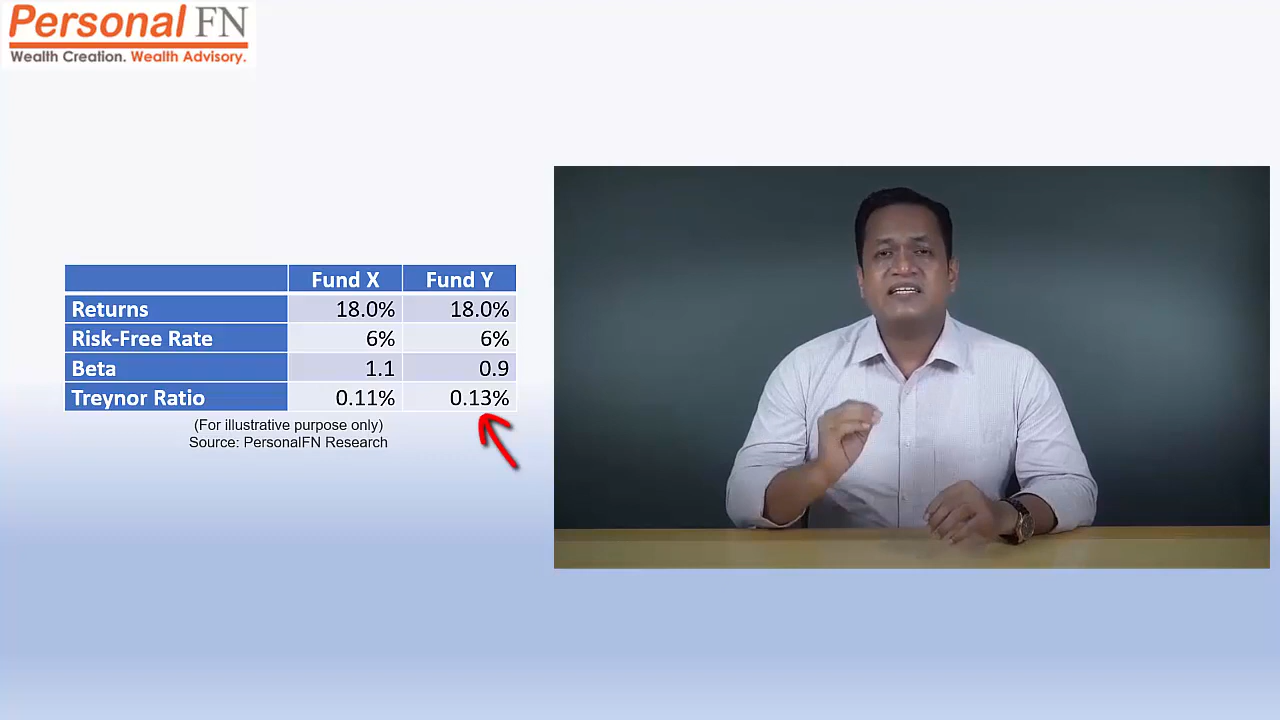 Personal FN
Wealth Creation. Wealth Advisory.
Fund X Fund Y
Returns 18.0% 18.0%
Risk-Free Rate 6% 6%
Beta 1.1 0.9
Treynor Ratio 0.11% 0.13%
(For illustrative purpose only)
Source: PersonalFN Research